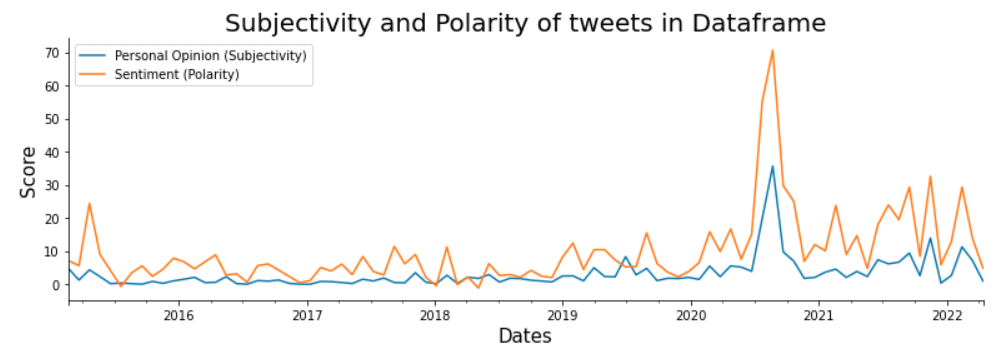 Subjectivity and Polarity of tweets in Dataframe
Personal Opinion (Subjectivity)
Sentiment (Polarity)
70
60
50
40
30
20
10
0
Score
2016 2017 2018 2019 2020 2021 2022
Dates